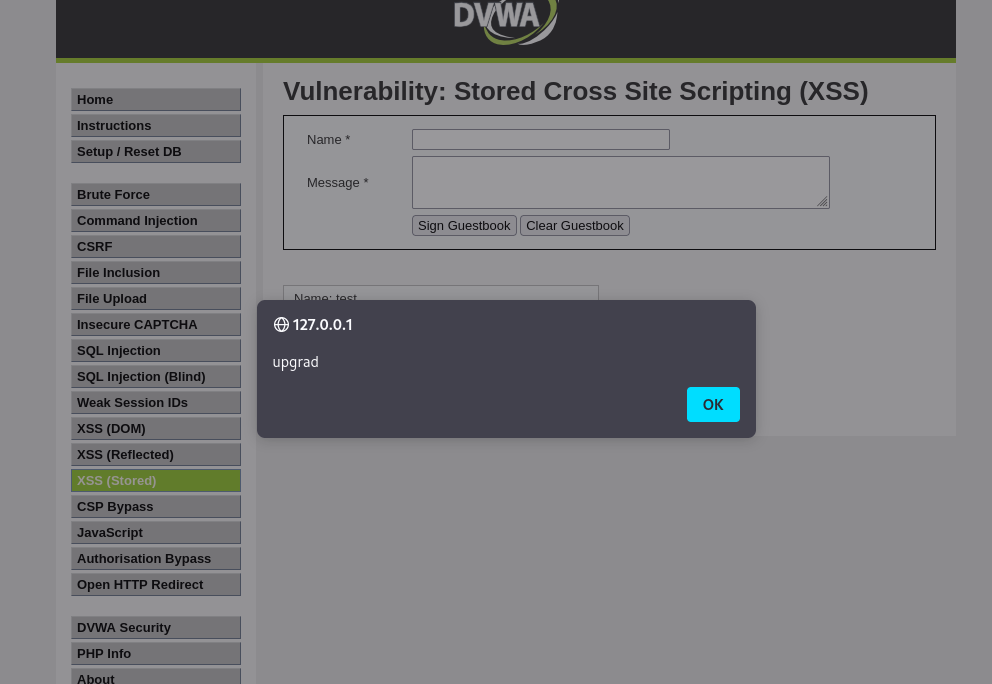 DVWA
Vulnerability: Stored Cross Site Scripting (XSS)
Home
Instructions
Setup / Reset DB
Brute Force
Command Injection
CSRF
File Inclusion
File Upload
Insecure CAPTCHA
SQL Injection
SQL Injection (Blind)
Weak Session IDs
XSS (DOM)
XSS (Reflected)
XSS (Stored)
CSP Bypass
JavaScript
Authorisation Bypass
Open HTTP Redirect
DVWA Security
PHP Info
About
Name *
Message *
Sign Guestbook Clear Guestbook
Name: test
127.0.0.1
upgrad
OK